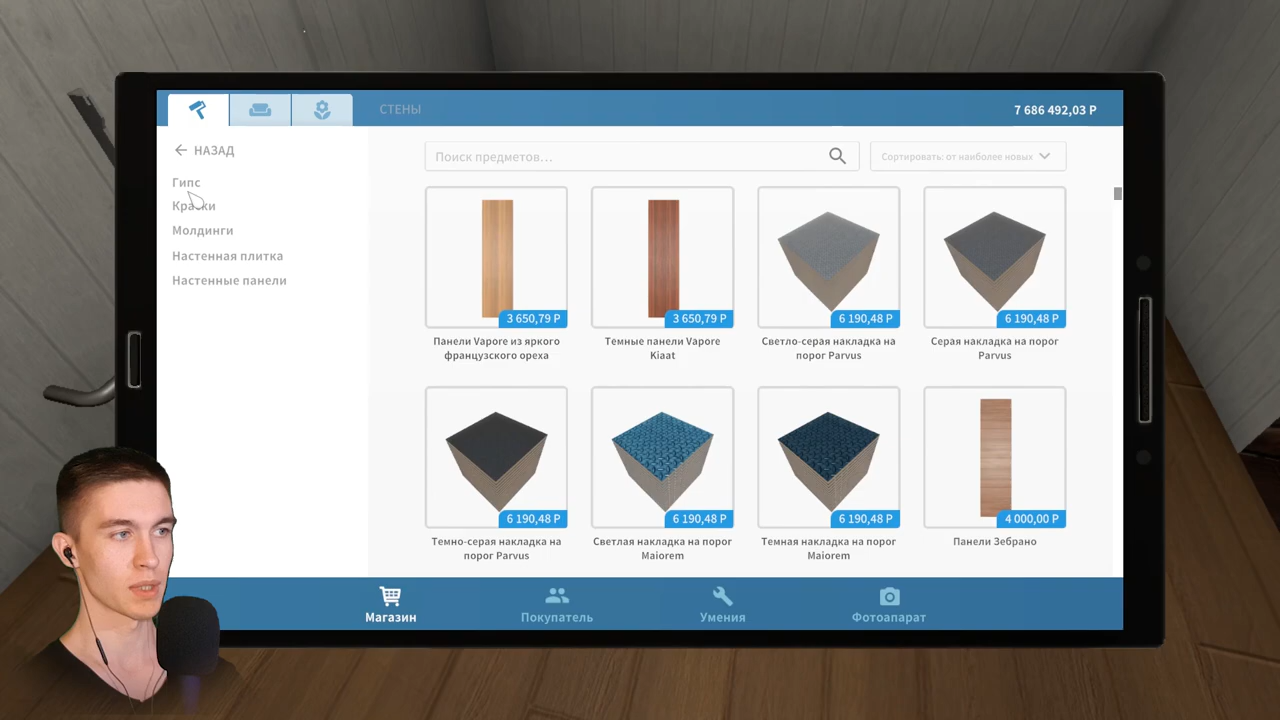 СТЕНЫ
7 686 492,03 Р
НАЗАД
Гипс
Краски
Молдинги
Настенная плитка
Настенные панели
Поиск предметов...
Сортировать: от наиболее новых
3 650,79 Р
3 650,79 Р
6 190,48 Р
6 190,48 Р
Панели Vapore из яркого
французского ореха
Темные панели Vapore
Kiaat
Светло-серая накладка на
порог Parvus
Серая накладка на порог
Parvus
6 190,48 Р
6 190,48 Р
6 190,48 Р
4 000,00 Р
Темно-серая накладка на
порог Parvus
Светлая накладка на порог
Maiorem
Темная накладка на порог
Maiorem
Панели Зебрано
Магазин
Покупатель
Умения
Фотоаппарат